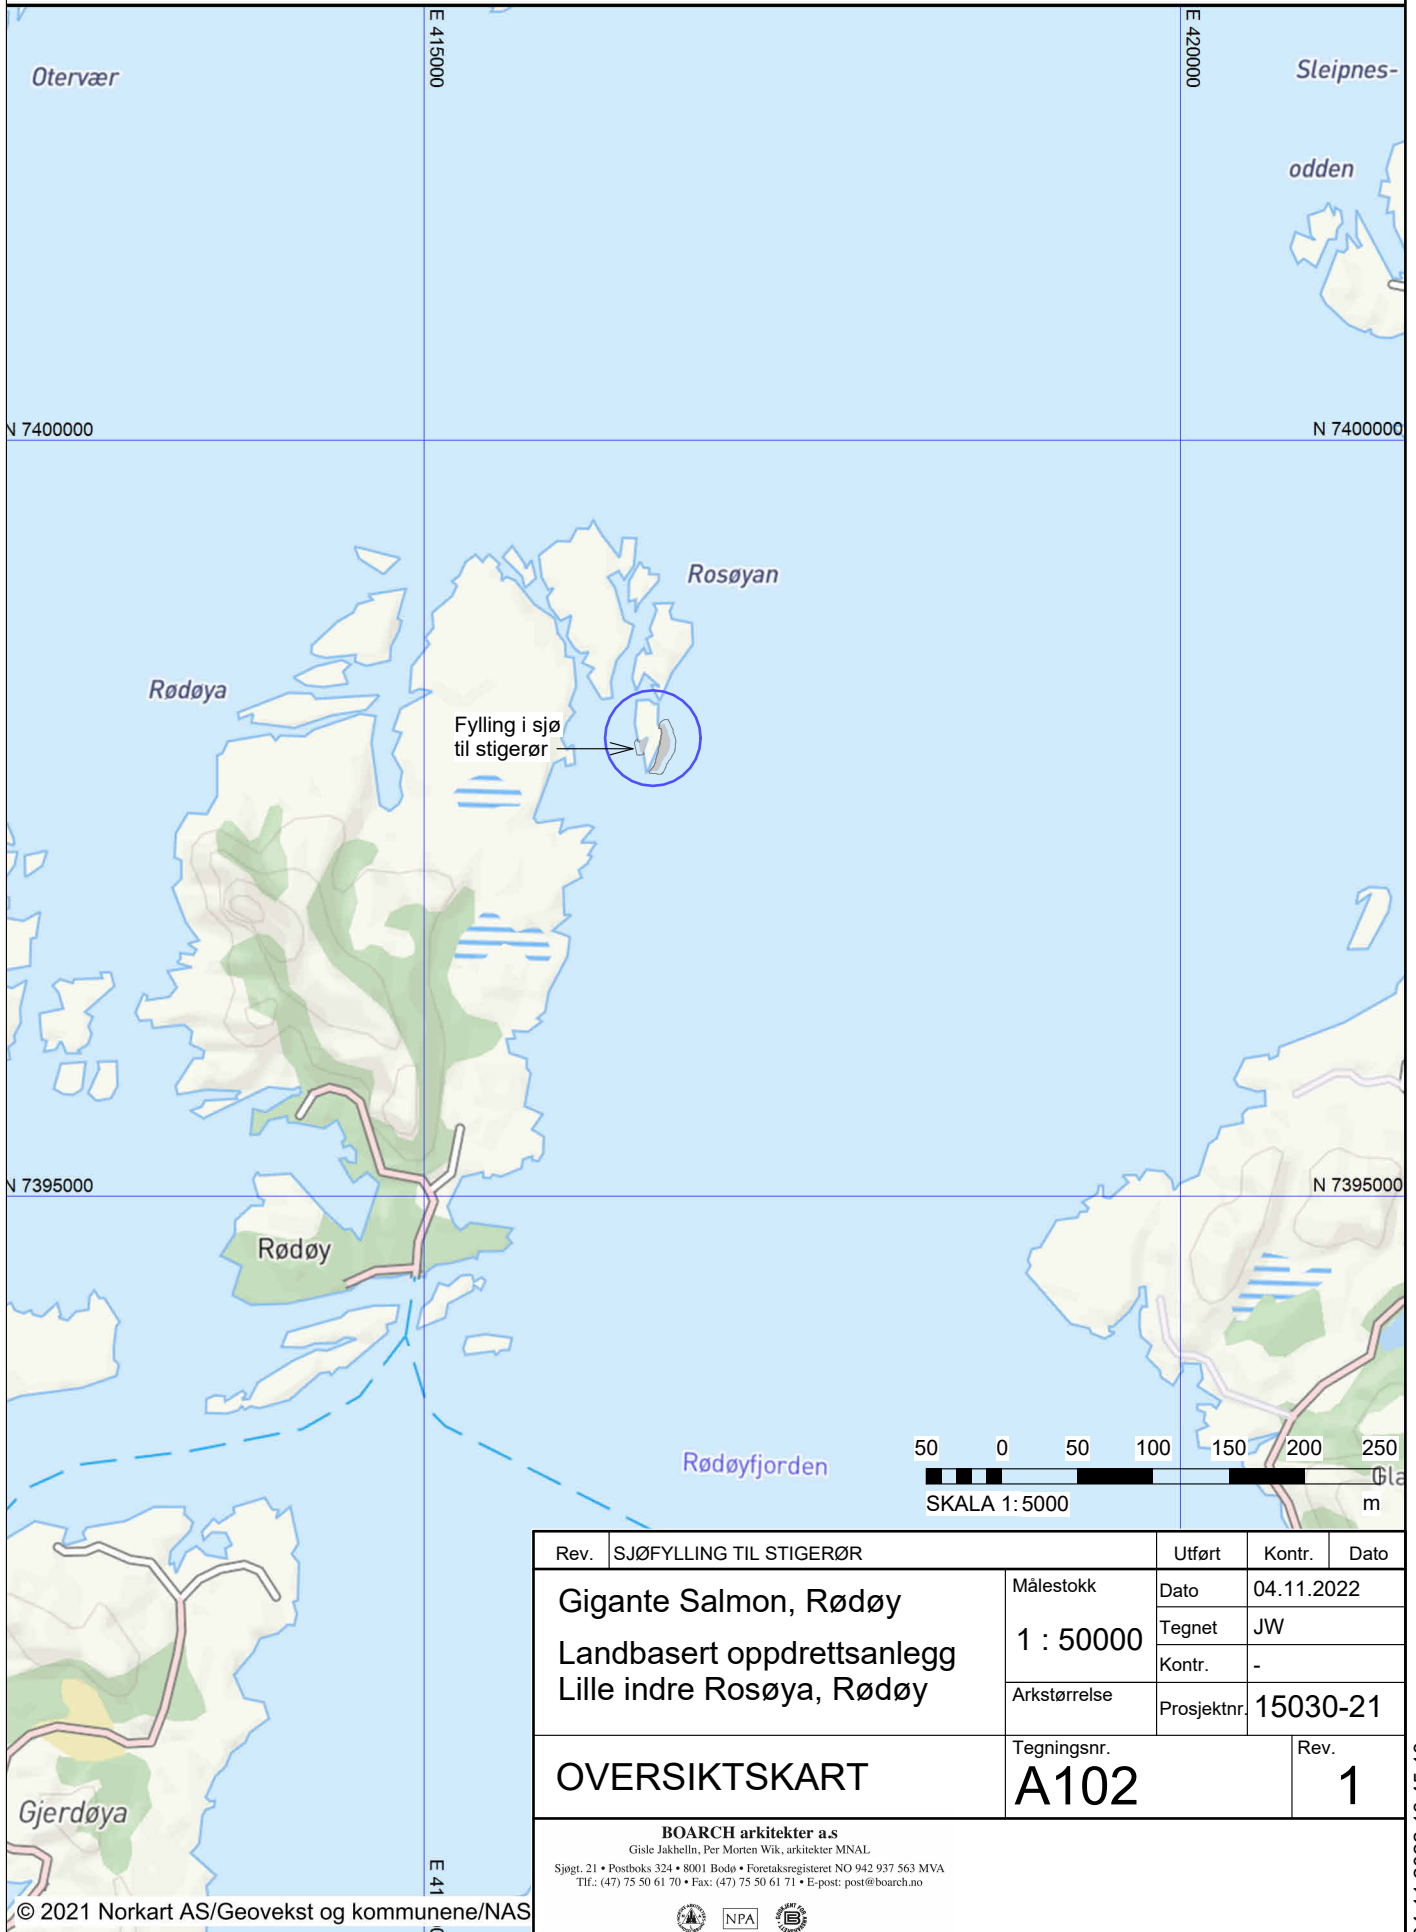 E 415000
E 420000
Otervær
Sleipnes-
odden
N 7400000
N 7400000
Rosøyan
Rødøya
Fylling i sjø
til stigerør
N 7395000
N 7395000
Rødøy
Rødøyfjorden
50 0 50 100 150 200 250
SKALA 1:5000 m
Gla
Rev. SJØFYLLING TIL STIGERØR Utført Kontr. Dato
Gigante Salmon, Rødøy
Landbasert oppdrettsanlegg
Lille indre Rosøya, Rødøy
Målestokk
1 : 50000
Arkstørrelse
Dato 04.11.2022
Tegnet JW
Kontr. -
Prosjektnr. 15030-21
OVERSIKTSKART
Tegningsnr.
A102
Rev.
1
Gjerdøya
E 41
BOARCH arkitekter a.s
Gisle Jakhelln, Per Morten Wik, arkitekter MNAL
Sjøgt. 21 • Postboks 324 • 8001 Bodø • Foretaksregisteret NO 942 937 563 MVA
Tlf.: (47) 75 50 61 70 • Fax: (47) 75 50 61 71 • E-post: post@boarch.no
NPA
© 2021 Norkart AS/Geovekst og kommunene/NAS